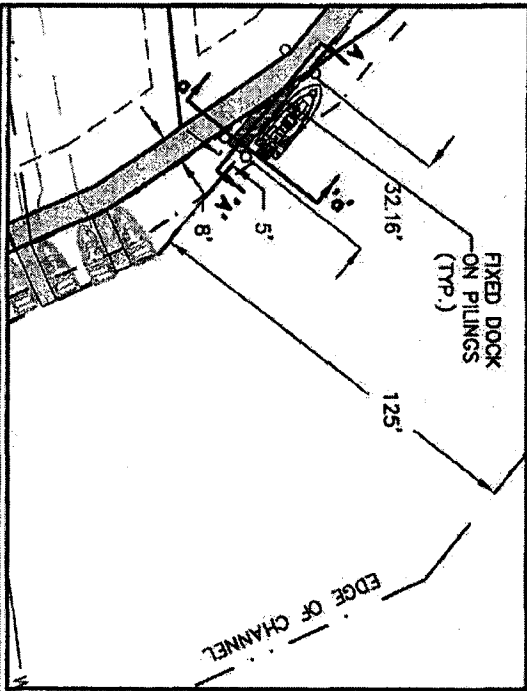 FIXED DOCK
ON PILINGS
(TYP.)
32.16'
125'
5'
8'
"A"
"B"
EDGE OF CHANNEL